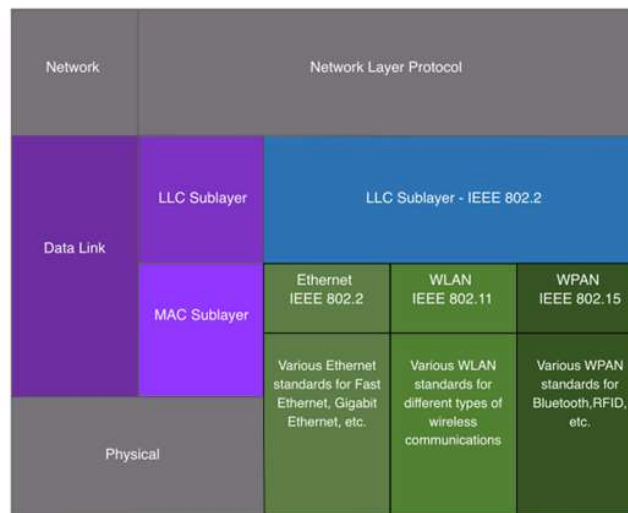 Network
Network Layer Protocol
Data Link
LLC Sublayer
LLC Sublayer - IEEE 802.2
MAC Sublayer
Ethernet
IEEE 802.2
WLAN
IEEE 802.11
WPAN
IEEE 802.15
Various Ethernet
standards for Fast
Ethernet, Gigabit
Ethernet, etc.
Various WLAN
standards for
different types of
wireless
communications
Various WPAN
standards for
Bluetooth,RFID,
etc.
Physical